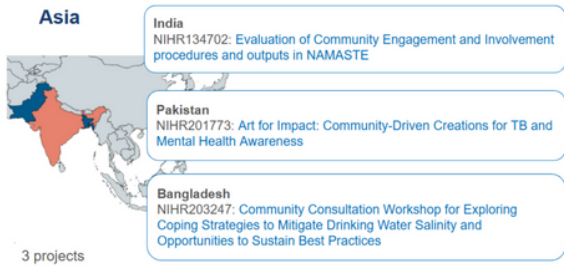 Asia
India
NIHR134702: Evaluation of Community Engagement and Involvement
procedures and outputs in NAMASTE
Pakistan
NIHR201773: Art for Impact: Community-Driven Creations for TB and
Mental Health Awareness
Bangladesh
NIHR203247: Community Consultation Workshop for Exploring
Coping Strategies to Mitigate Drinking Water Salinity and
Opportunities to Sustain Best Practices
3 projects